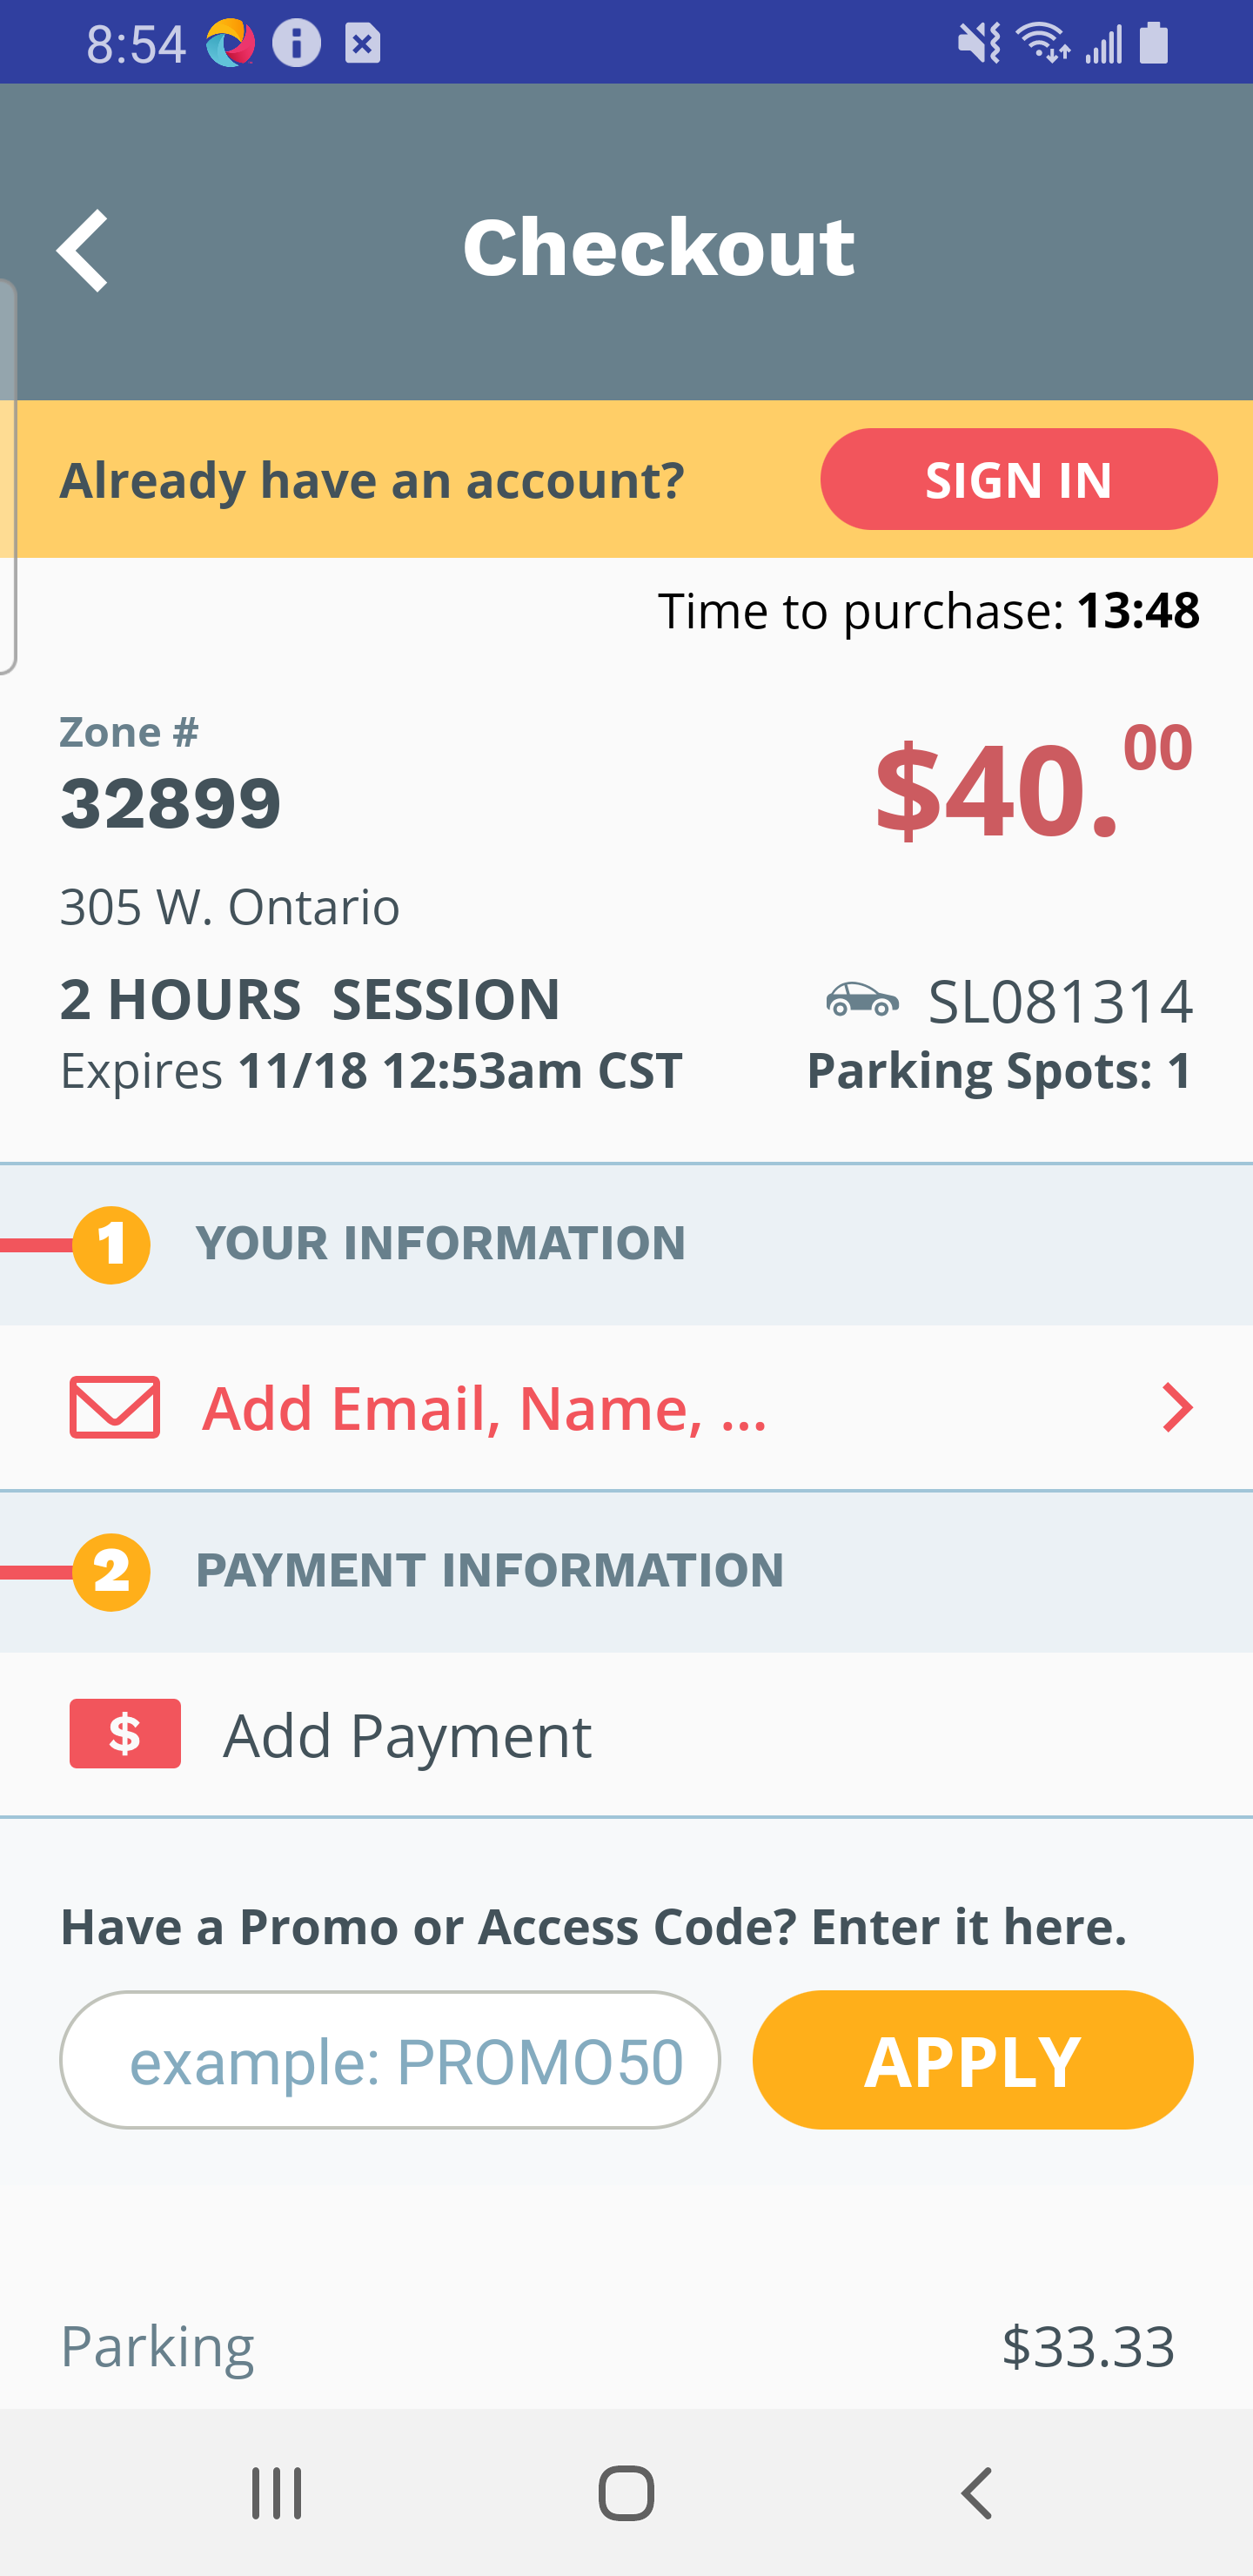 8:54
Checkout
Already have an account? SIGN IN
Time to purchase: 13:48
Zone #
32899
$40.00
305 W. Ontario
2 HOURS SESSION
SL081314
Expires 11/18 12:53am CST
Parking Spots: 1
1 YOUR INFORMATION
Add Email, Name, ...
2 PAYMENT INFORMATION
$ Add Payment
Have a Promo or Access Code? Enter it here.
example: PROMO50 APPLY
Parking $33.33